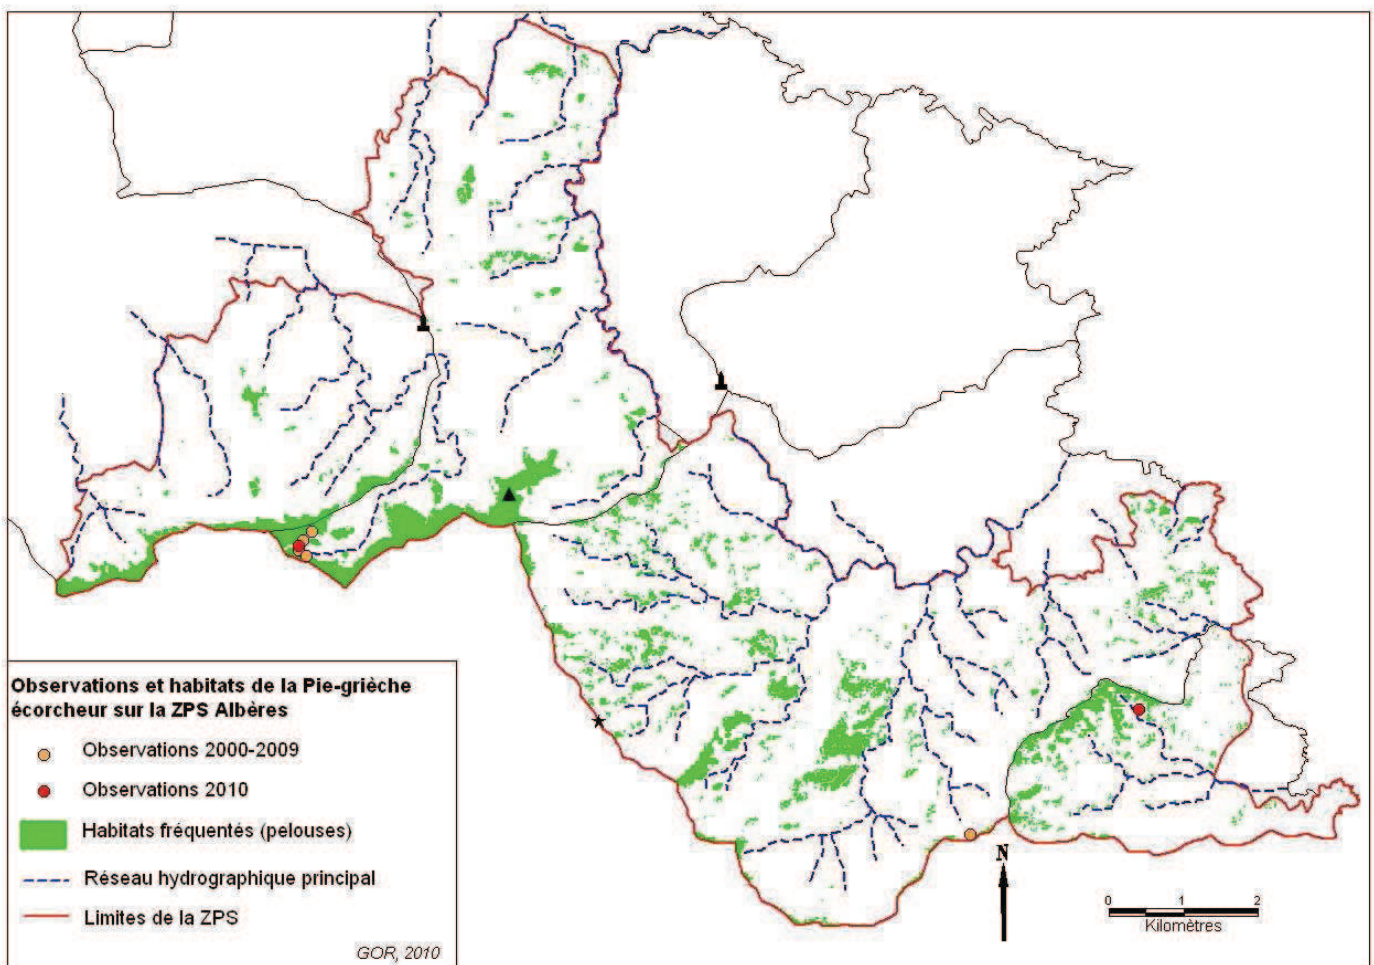 Observations et habitats de la Pie-grièche
écorcheur sur la ZPS Albères
Observations 2000-2009
Observations 2010
Habitats fréquentés (pelouses)
Réseau hydrographique principal
Limites de la ZPS
GOR, 2010
N
0 1 2
Kilomètres